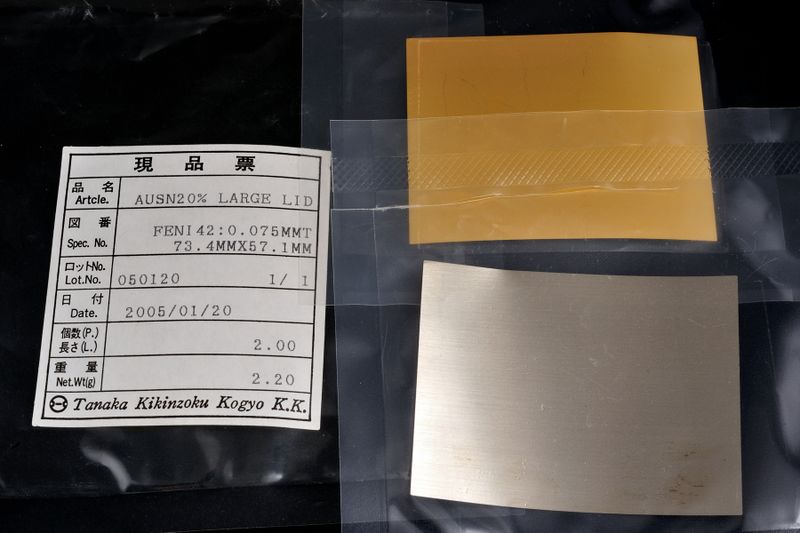 現品票
品名 AUSN20% LARGE LID
Artcle.
図番 FENI42:0.075MMT
Spec. No. 73.4MMX57.1MM
ロットNo.
Lot.No. 050120 1/ 1
日付
Date. 2005/01/20
個数(P.)
長さ(L.) 2.00
重量
Net.Wt(g) 2.20
Tanaka Kikinzoku Kogyo K.K.